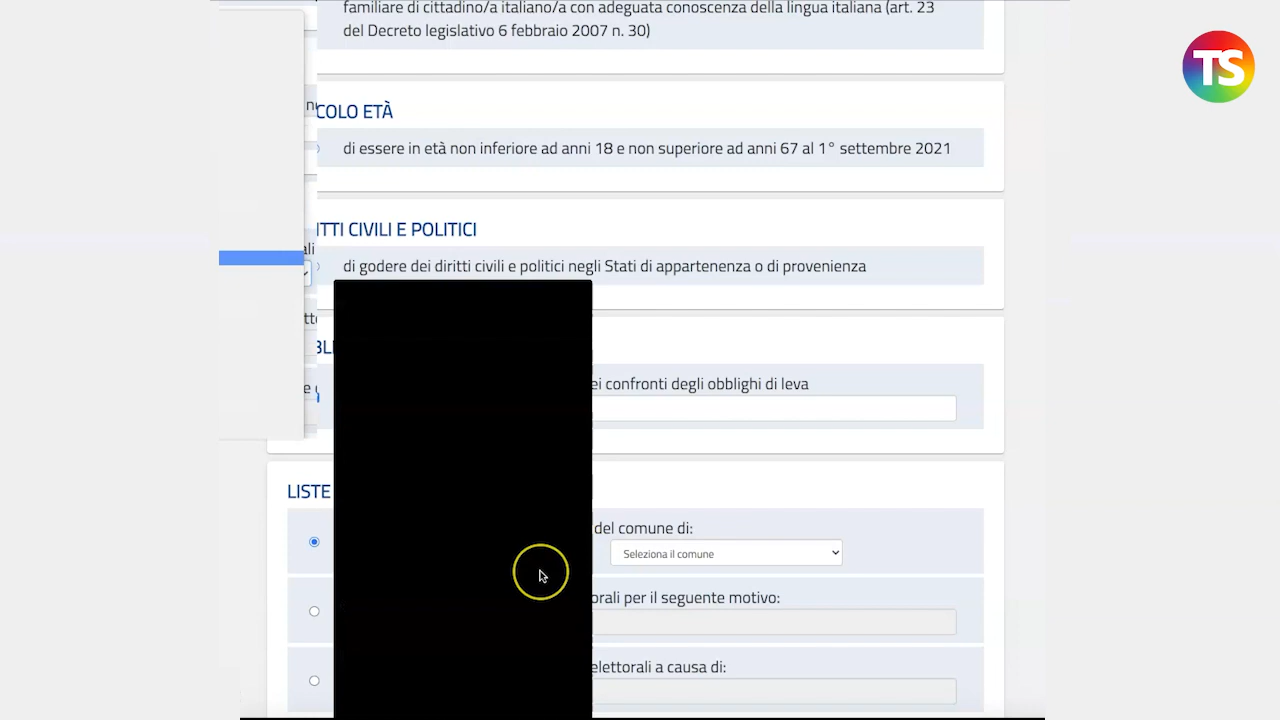 familiare di cittadino/a italiano/a con adeguata conoscenza della lingua italiana (art. 23
del Decreto legislativo 6 febbraio 2007 n. 30)
TS
COLO ETÀ
di essere in età non inferiore ad anni 18 e non superiore ad anni 67 al 1° settembre 2021
ITTI CIVILI E POLITICI
di godere dei diritti civili e politici negli Stati di appartenenza o di provenienza
ei confronti degli obblighi di leva
LISTE
del comune di:
Seleziona il comune
orali per il seguente motivo:
elettorali a causa di: